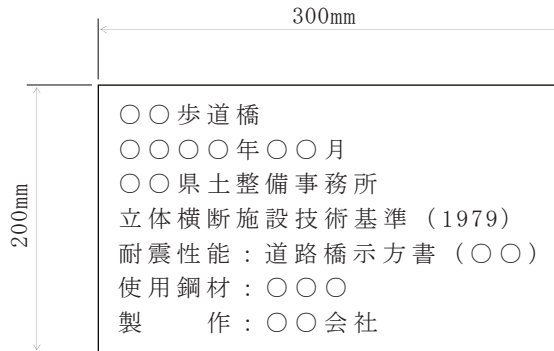 300mm
200mm
○○歩道橋
○○○○年○○月
○○県土整備事務所
立体横断施設技術基準（1979）
耐震性能：道路橋示方書（○○）
使用鋼材：○○○
製　　作：○○会社